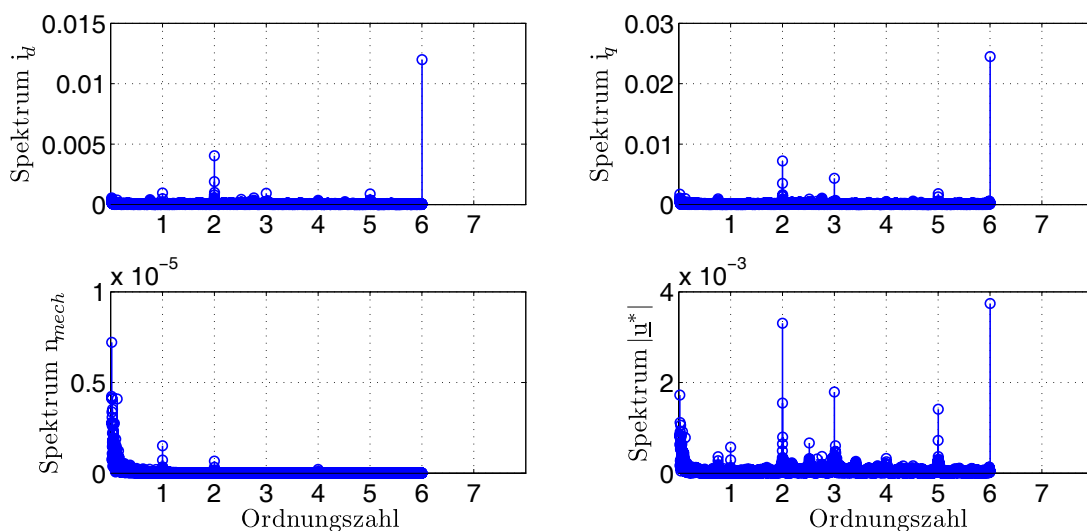 0.015
0.01
0.005
0
Spektrum i_d
1 2 3 4 5 6 7
0.03
0.02
0.01
0
Spektrum i_q
1 2 3 4 5 6 7
x 10^-5
1
0.5
0
Spektrum n_mech
1 2 3 4 5 6 7
Ordnungszahl
x 10^-3
4
2
0
Spektrum |u*|
1 2 3 4 5 6 7
Ordnungszahl